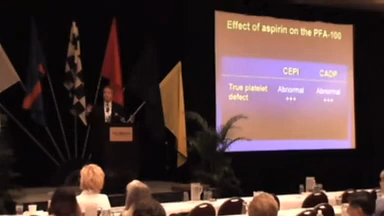 Effect of aspirin on the PFA-100
CEPI CADP
True platelet defect Abnormal Abnormal
+++ +++